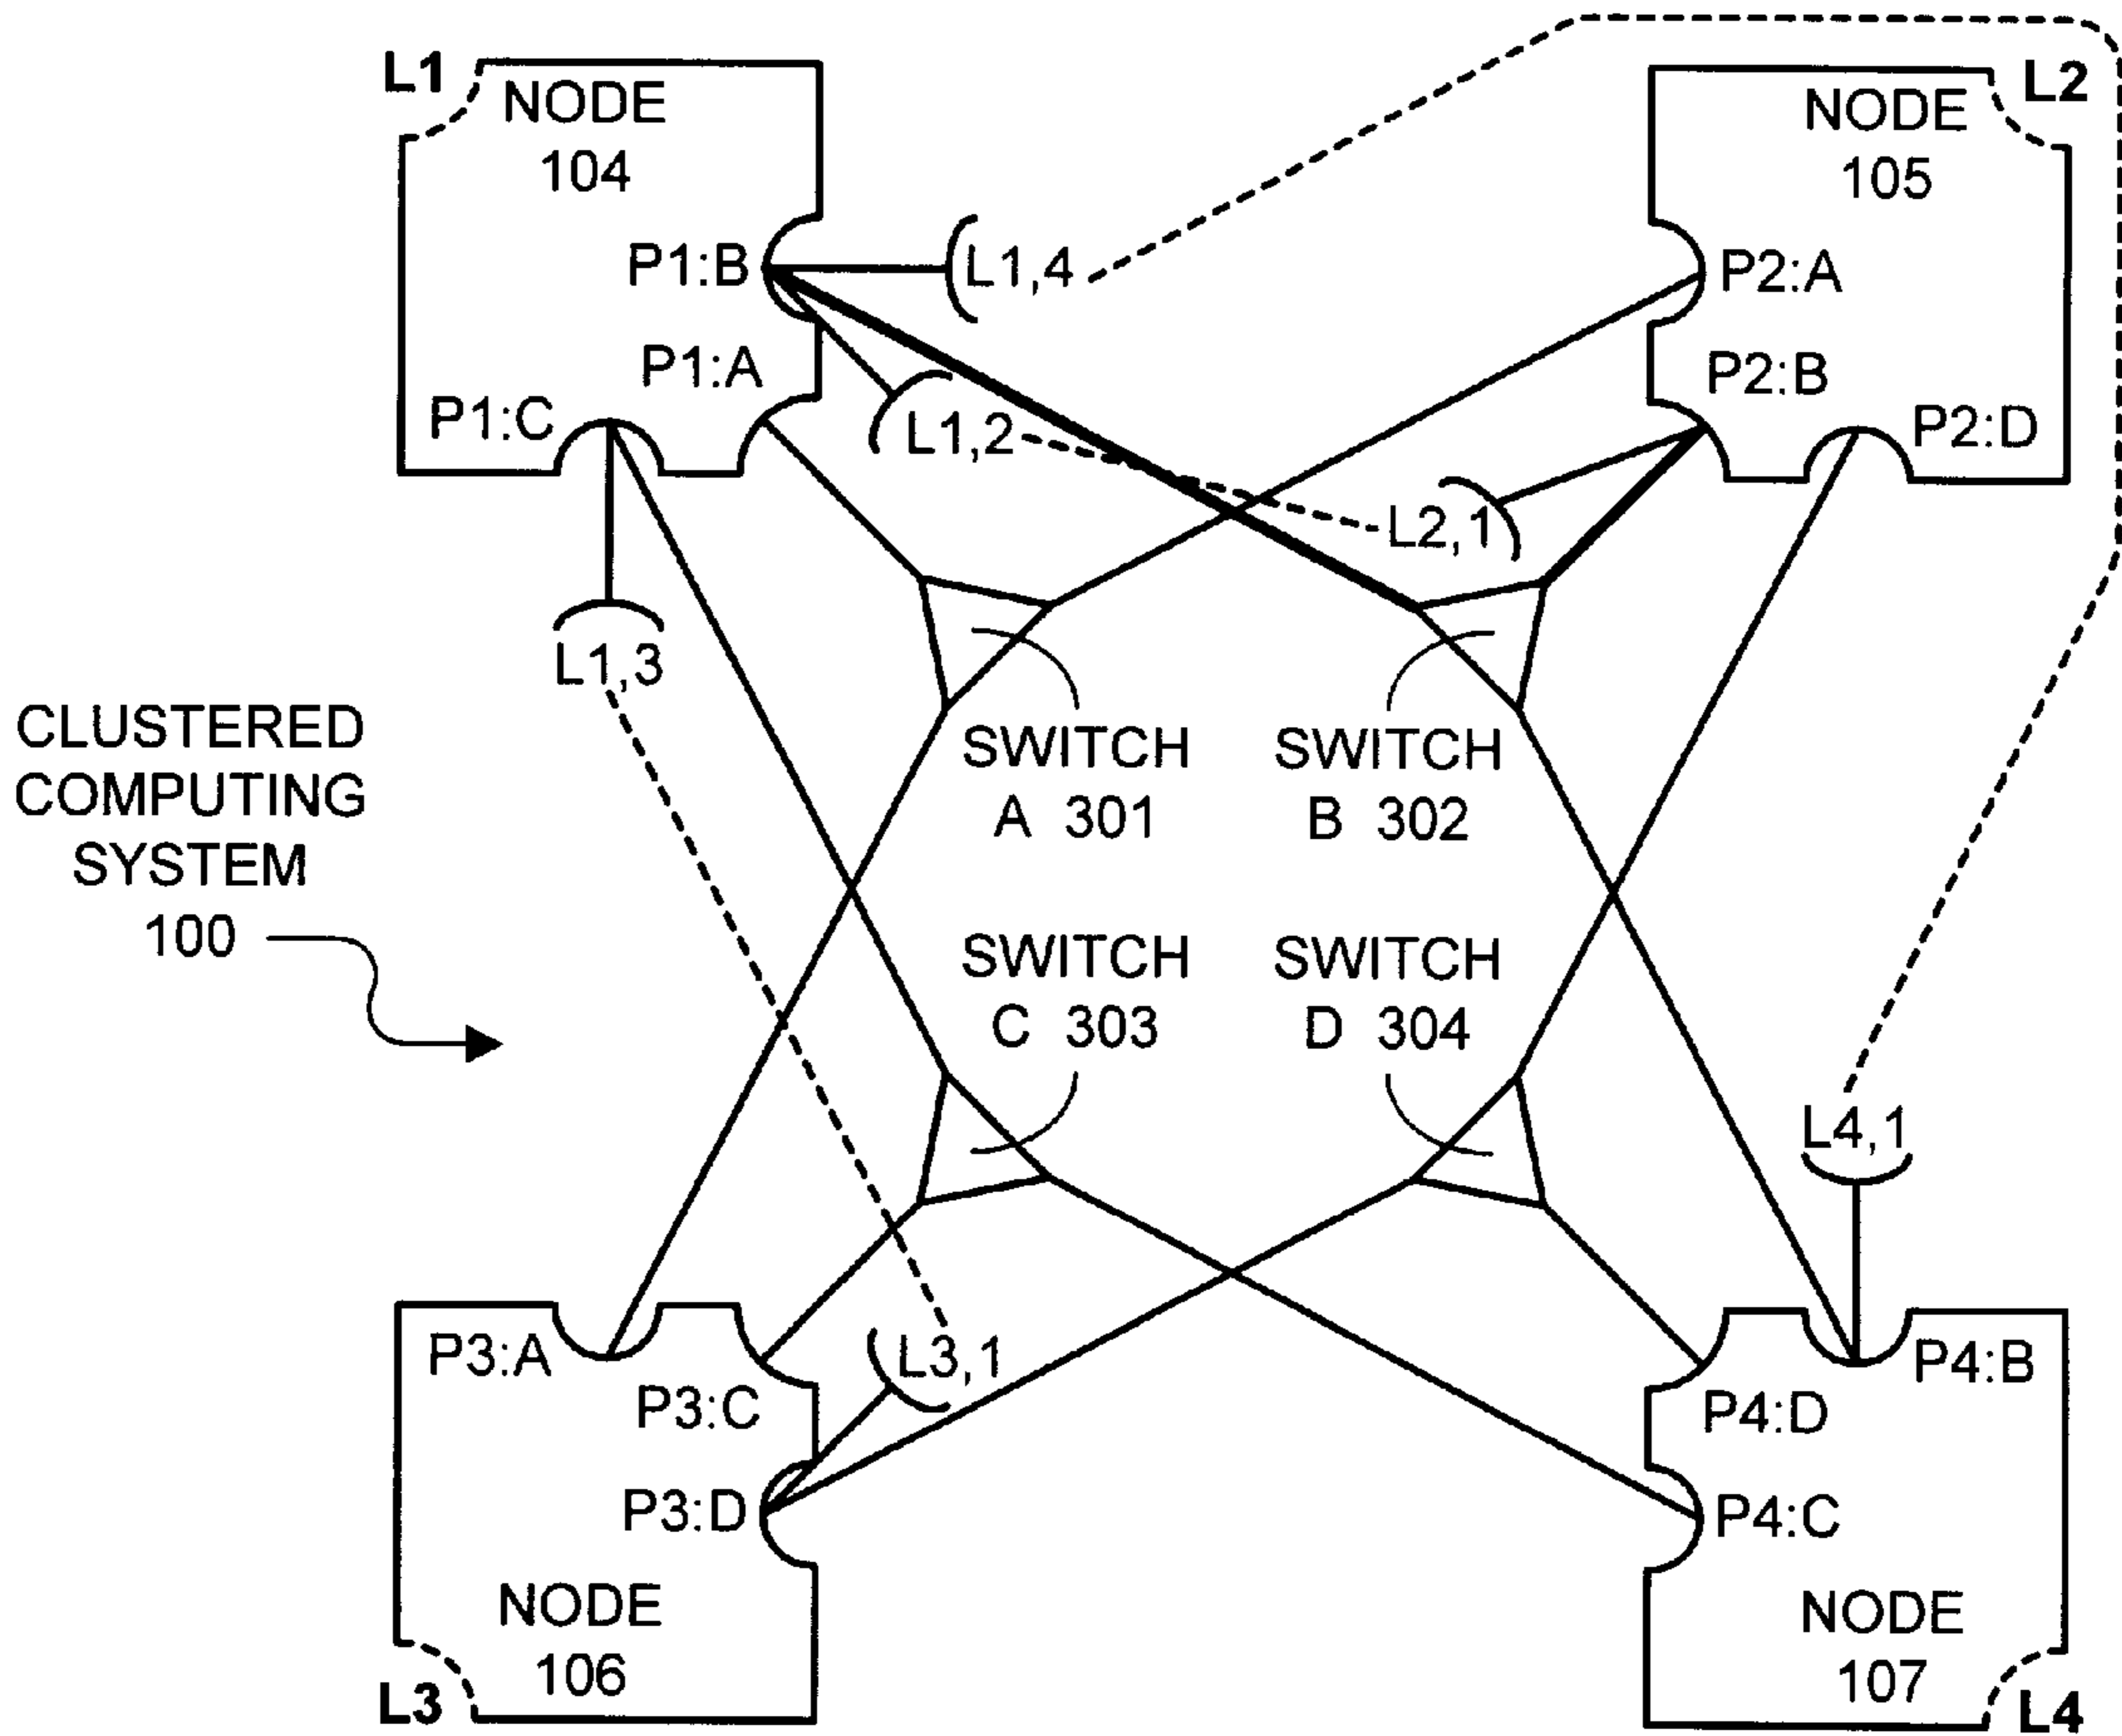 L1
NODE
104
L2
NODE
105
P1:B
L1,4
P2:A
P1:A
P2:B
P1:C
L1,2
P2:D
L2,1
L1,3
CLUSTERED
COMPUTING
SYSTEM
100
SWITCH
A 301
SWITCH
B 302
SWITCH
C 303
SWITCH
D 304
L4,1
P3:A
L3,1
P4:B
P3:C
P4:D
P3:D
P4:C
NODE
106
L3
NODE
107
L4